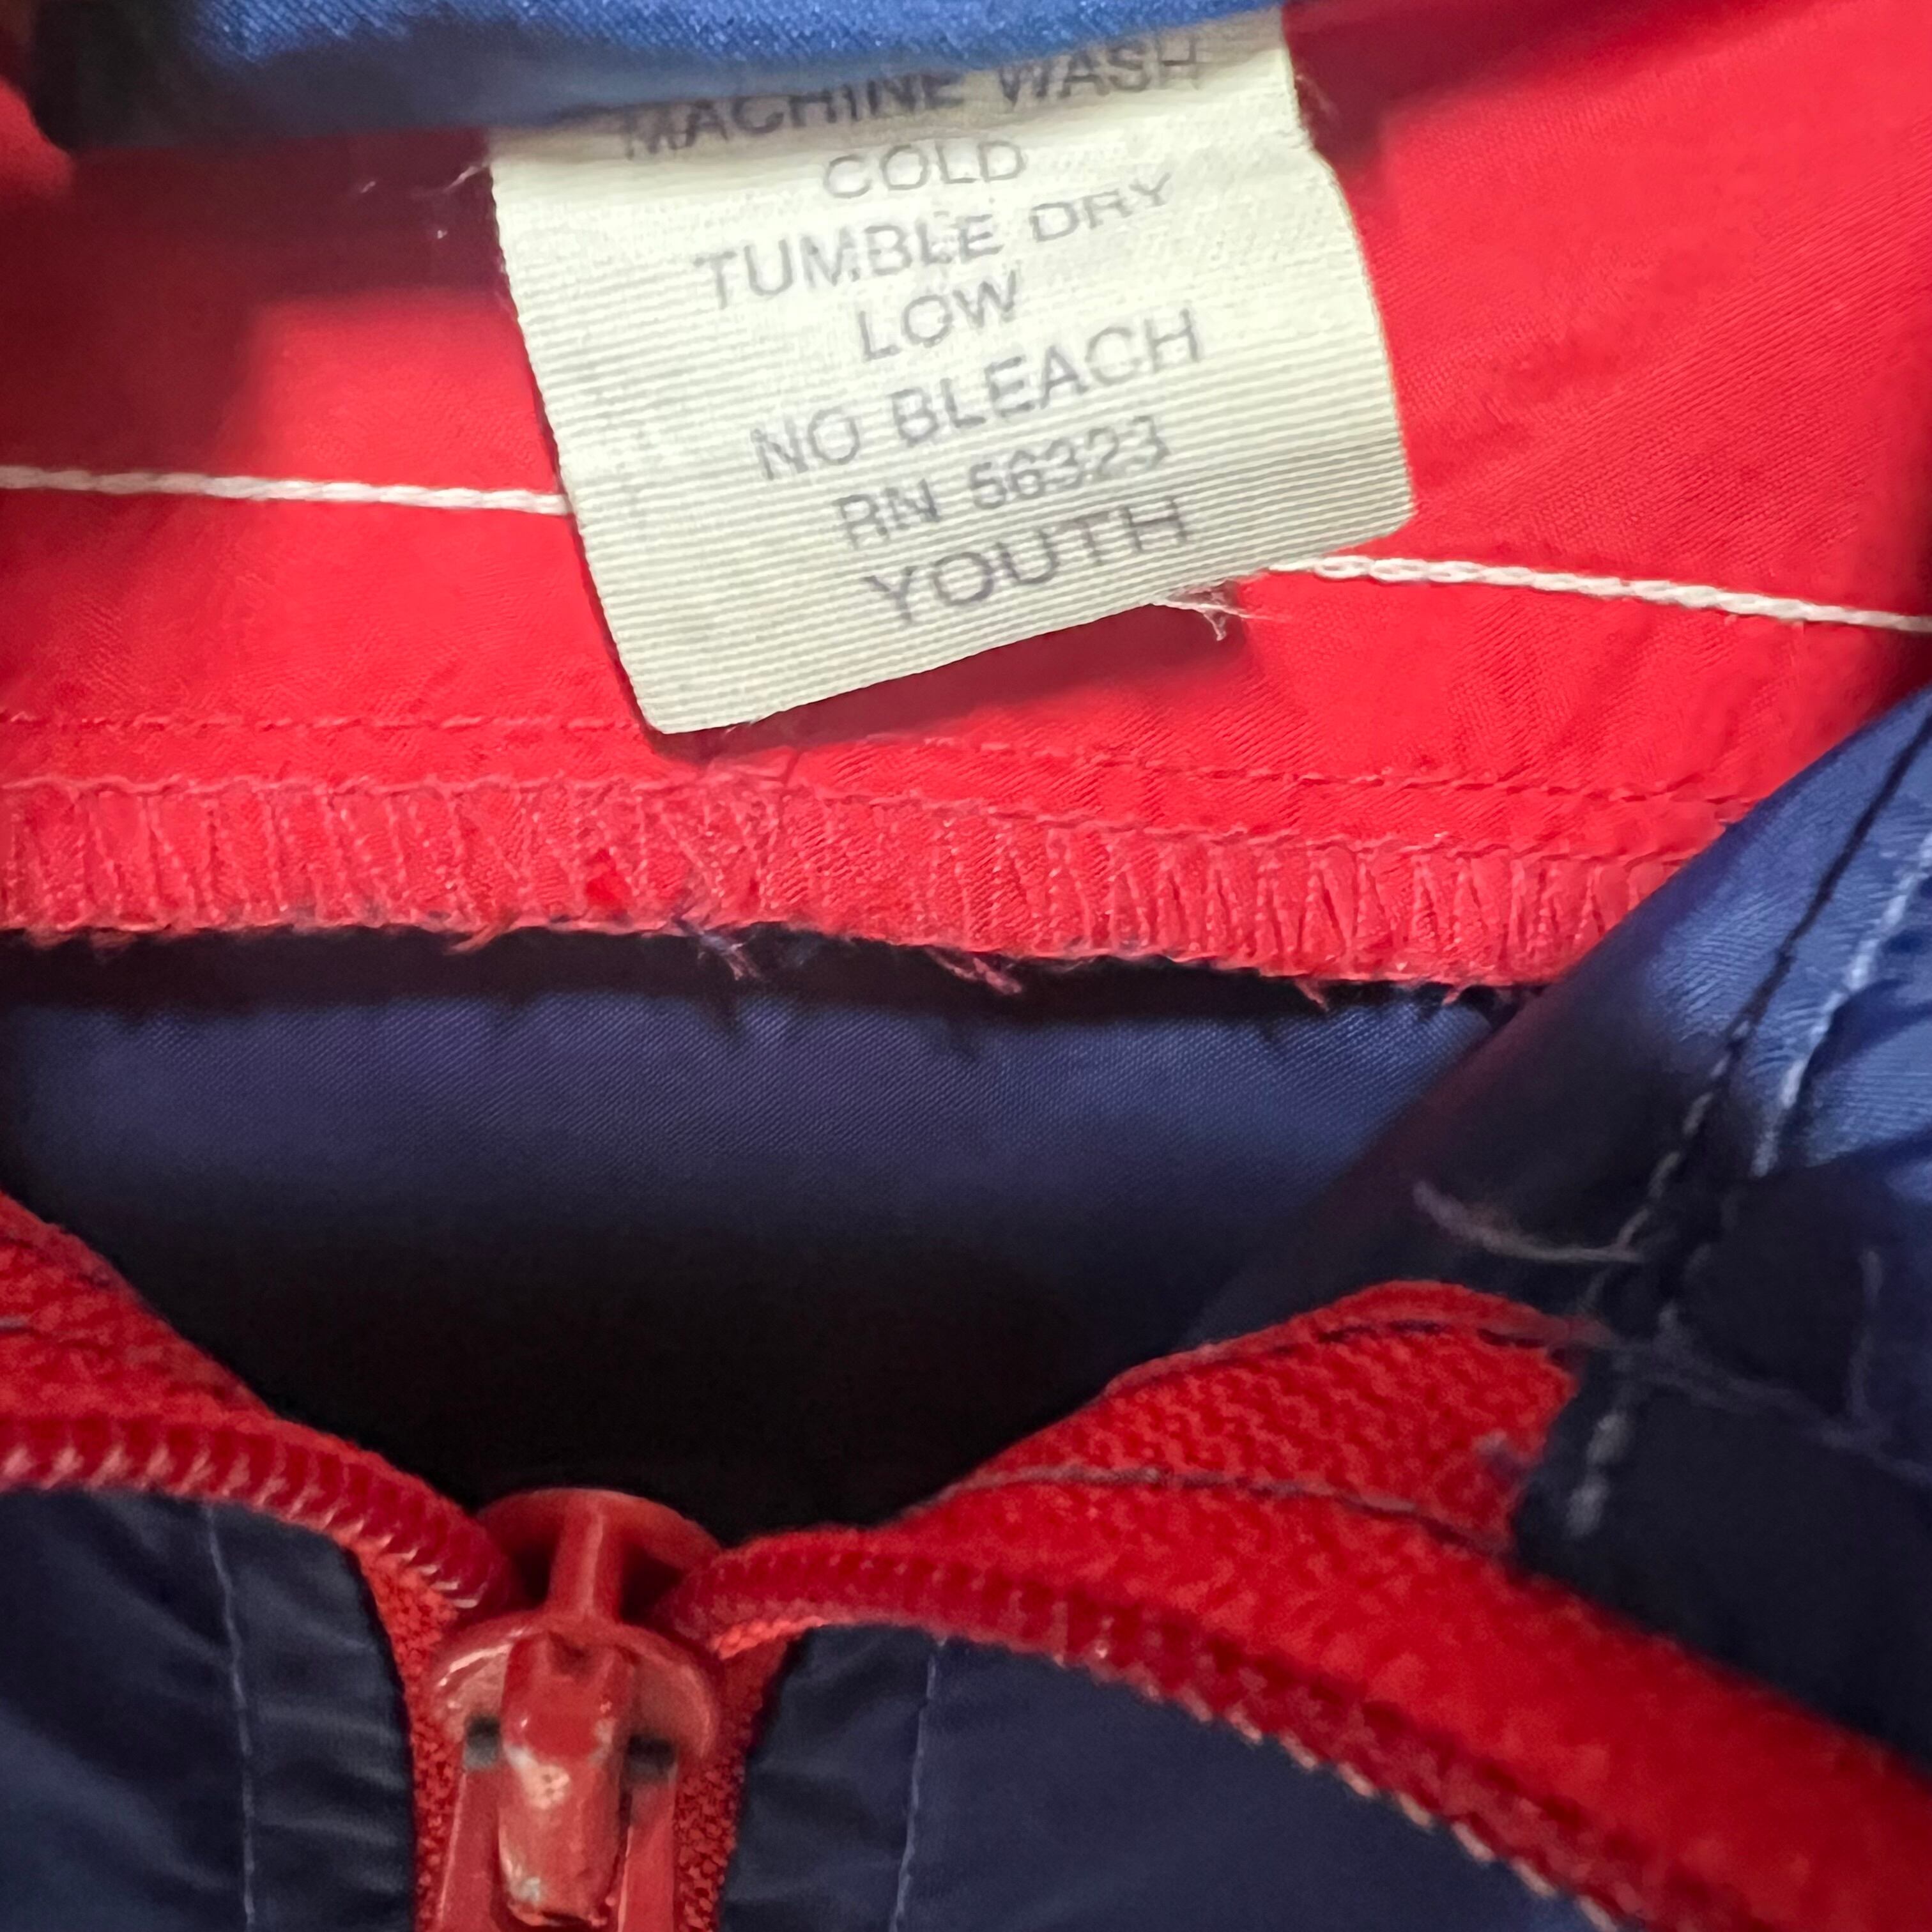 MACHINE WASH
COLD
TUMBLE DRY
LOW
NO BLEACH
RN 56323
YOUTH